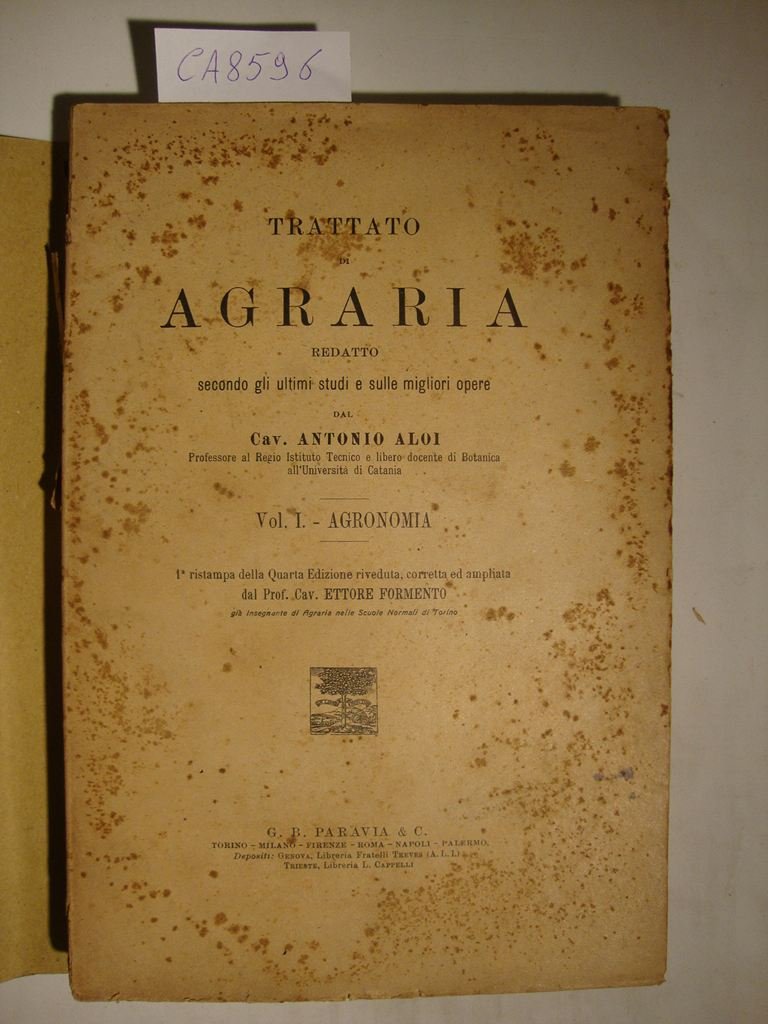 CA8596
TRATTATO
DI
AGRARIA
REDATTO
secondo gli ultimi studi e sulle migliori opere
DAL
Cav. ANTONIO ALOI
Professore al Regio Istituto Tecnico e libero docente di Botanica
all'Università di Catania
Vol. I. - AGRONOMIA
1ª ristampa della Quarta Edizione riveduta, corretta ed ampliata
dal Prof. Cav. ETTORE FORMENTO
già Insegnante di Agraria nelle Scuole Normali di Torino
G. B. PARAVIA & C.
TORINO - MILANO - FIRENZE - ROMA - NAPOLI - PALERMO.
Depositi: GENOVA, Libreria Fratelli TREVES (A. L. I.)
TRIESTE, Libreria L. CAPPELLI